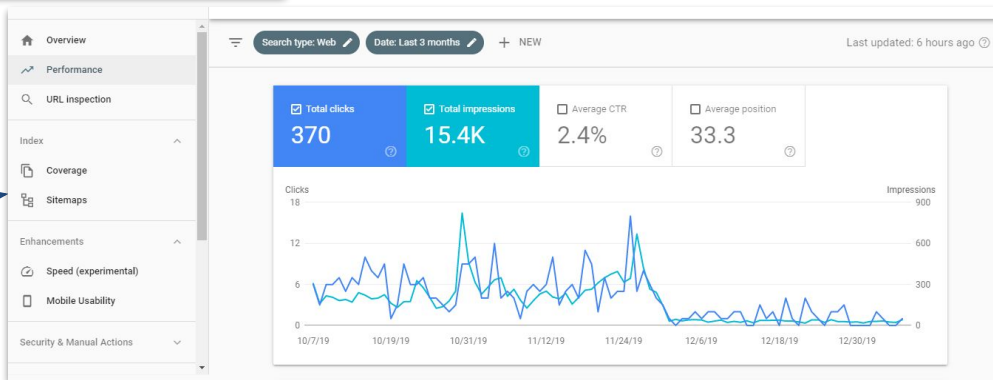 Overview
Performance
URL inspection
Index
Coverage
Sitemaps
Enhancements
Speed (experimental)
Mobile Usability
Security & Manual Actions
Search type: Web
Date: Last 3 months
+ NEW
Last updated: 6 hours ago
Total clicks
370
Total impressions
15.4K
Average CTR
2.4%
Average position
33.3
Clicks
Impressions
18
900
12
600
6
300
0
0
10/7/19 10/19/19 10/31/19 11/12/19 11/24/19 12/6/19 12/18/19 12/30/19